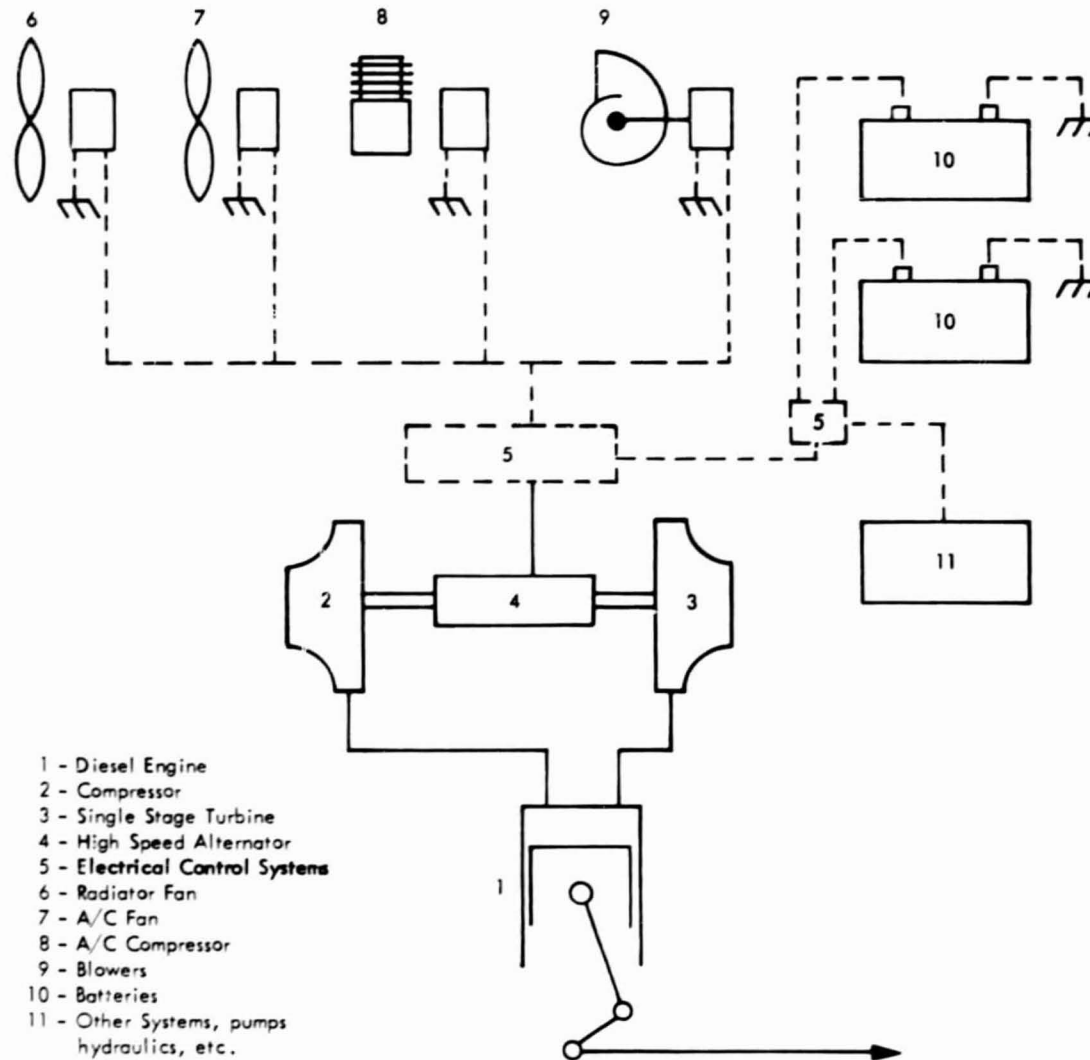 6
7
8
9
10
10
5
5
11
2
4
3
1
1 - Diesel Engine
2 - Compressor
3 - Single Stage Turbine
4 - High Speed Alternator
5 - Electrical Control Systems
6 - Radiator Fan
7 - A/C Fan
8 - A/C Compressor
9 - Blowers
10 - Batteries
11 - Other Systems, pumps
hydraulics, etc.